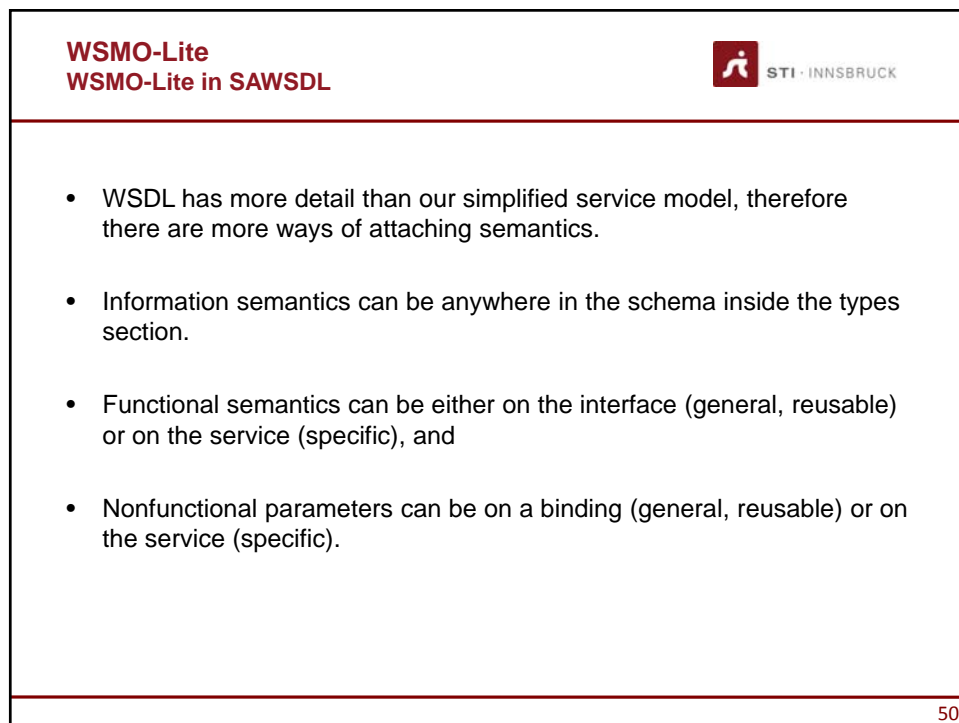 WSMO-Lite
WSMO-Lite in SAWSDL
STI · INNSBRUCK
• WSDL has more detail than our simplified service model, therefore
there are more ways of attaching semantics.
• Information semantics can be anywhere in the schema inside the types
section.
• Functional semantics can be either on the interface (general, reusable)
or on the service (specific), and
• Nonfunctional parameters can be on a binding (general, reusable) or on
the service (specific).
50